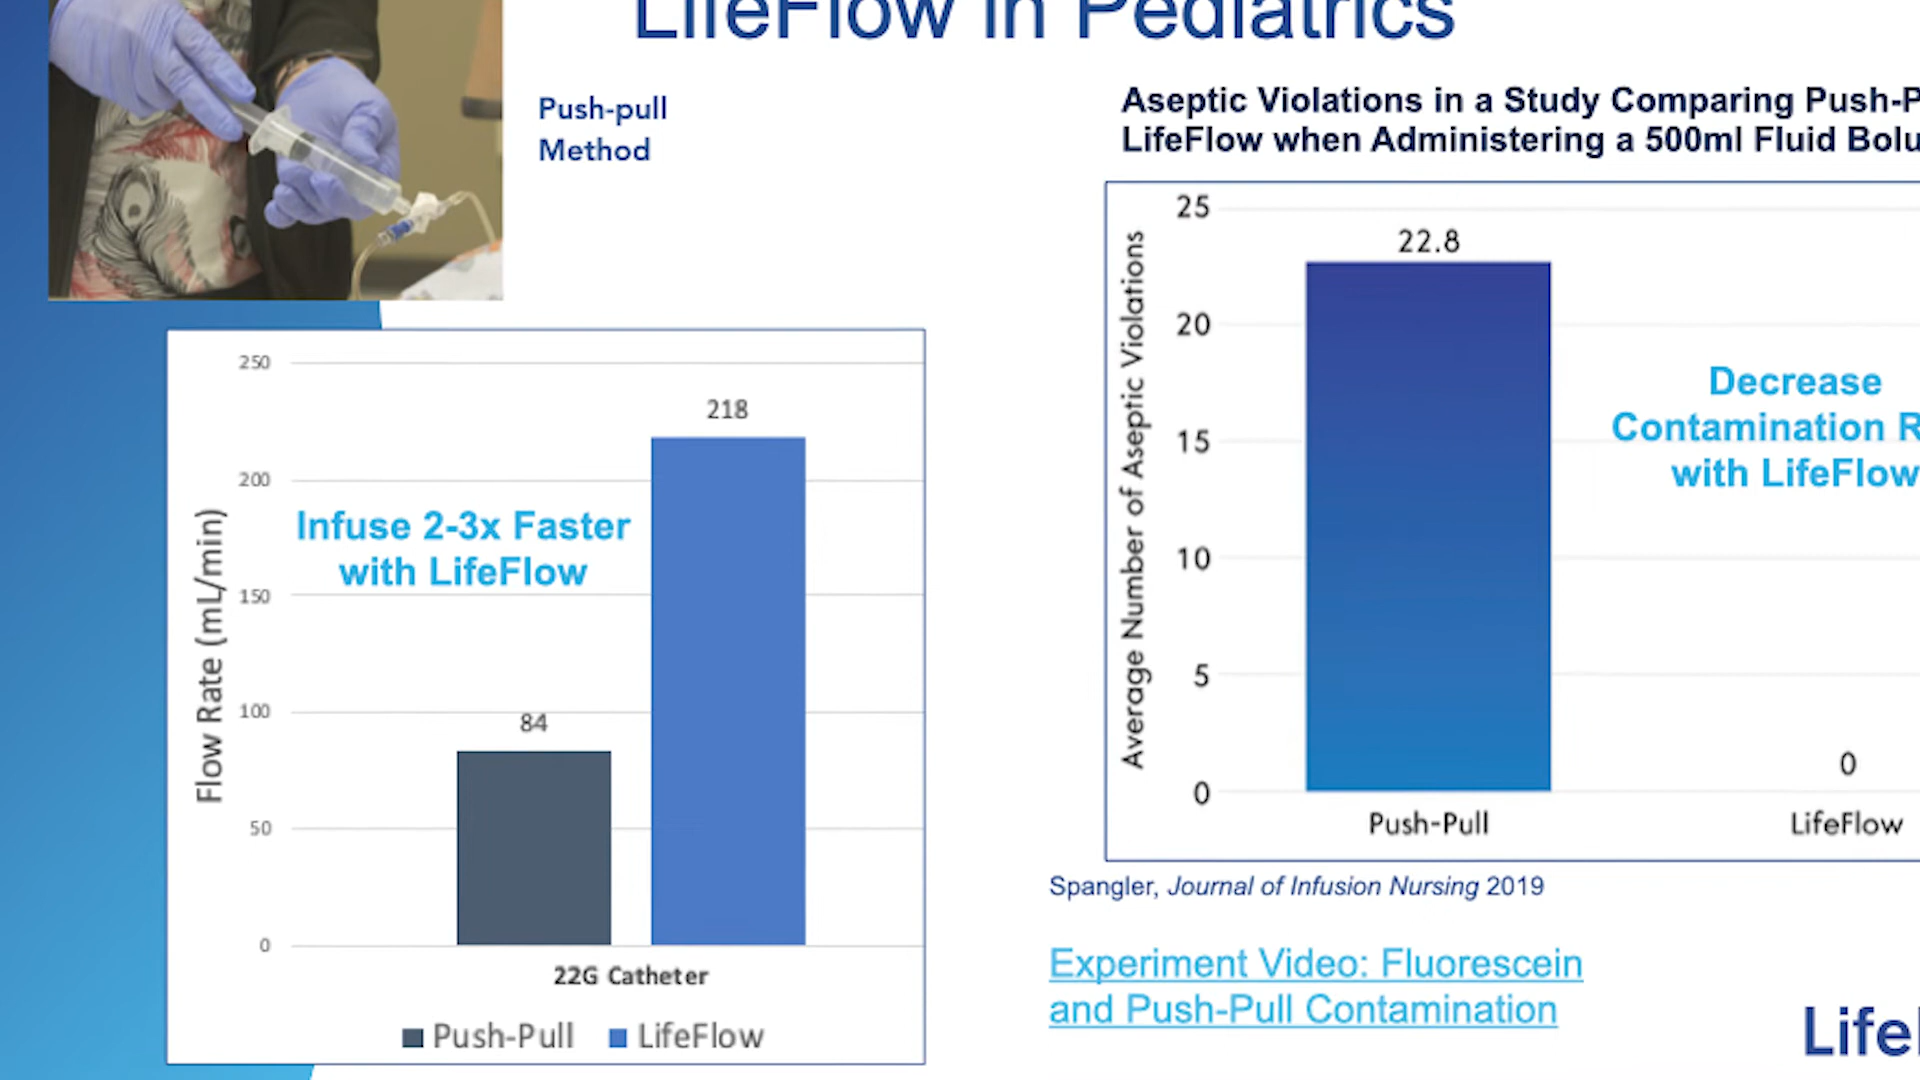 LifeFlow in Pediatrics
Push-pull
Method
Aseptic Violations in a Study Comparing Push-P
LifeFlow when Administering a 500ml Fluid Bolu
250
200
150
100
50
0
Flow Rate (mL/min)
218
84
Infuse 2-3x Faster
with LifeFlow
22G Catheter
Push-Pull LifeFlow
25
20
15
10
5
0
Average Number of Aseptic Violations
22.8
0
Decrease
Contamination R
with LifeFlow
Push-Pull LifeFlow
Spangler, Journal of Infusion Nursing 2019
Experiment Video: Fluorescein
and Push-Pull Contamination
Life